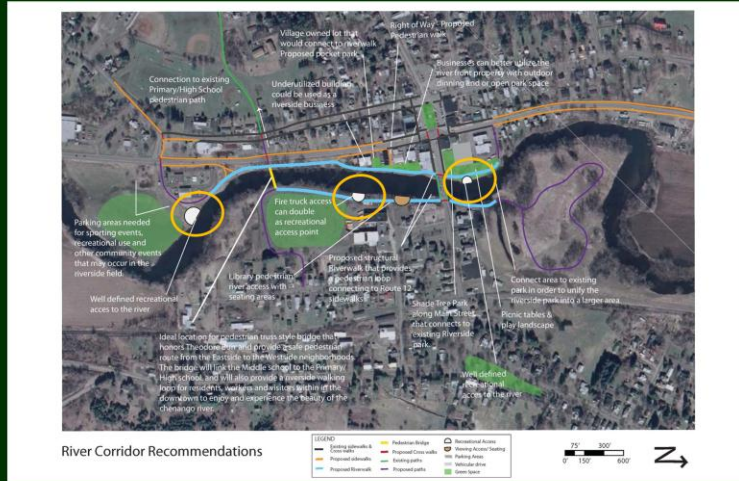 Village owned lot that
would connect to riverwalk
Proposed pocket park
Right of Way - Proposed
Pedestrian walk
Connection to existing
Primary/High School
pedestrian path
Underutilized building
could be used as a
riverside business
Businesses can better utilize the
river front property with outdoor
dinning and or open park space
Parking areas needed
for sporting events,
recreational use and
other community events
that may occur in the
riverside field.
Well defined recreational
acces to the river
Fire truck access
can double
as recreational
access point
Library pedestrian
river access with
seating areas
Proposed structural
Riverwalk that provides
a pedestrian loop
connecting to Route 12
sidewalks
Shade Tree Park
along Main Street
that connects to
existing Riverside
park
Picnic tables &
play landscape
Connect area to existing
park in order to unify the
riverside park into a larger area
Ideal location for pedestrian truss style bridge that
honors Theodore Burr and provide a safe pedestrian
route from the Eastside to the Westside neighborhoods.
The bridge will link the Middle school to the Primary/
High school, and will also provide a riverside walking
loop for residents, workers and visitors within in the
downtown to enjoy and experience the beauty of the
chenango river.
Well defined
recreational
acces to the river
River Corridor Recommendations
LEGEND
Existing sidewalks &
Cross walks
Proposed sidewalks
Proposed Riverwalk
Pedestrian Bridge
Proposed Cross walks
Existing paths
Proposed paths
Recreational Access
Viewing Access/ Seating
Parking Areas
Vehicular drive
Green Space
75' 300'
0' 150' 600'
N